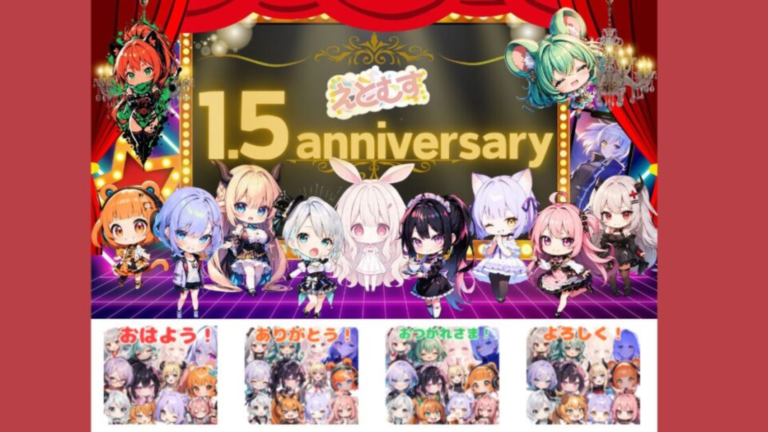 えとむす
1.5 anniversary
おはよう！
ありがとう！
おつかれさま！
よろしく！